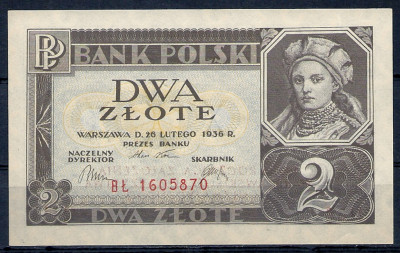 BP
BANK POLSKI
DWA
ZŁOTE
WARSZAWA D. 26 LUTEGO 1936 R.
PREZES BANKU
NACZELNY DYREKTOR
SKARBNIK
BŁ 1605870
2
2
DWA ZŁOTE